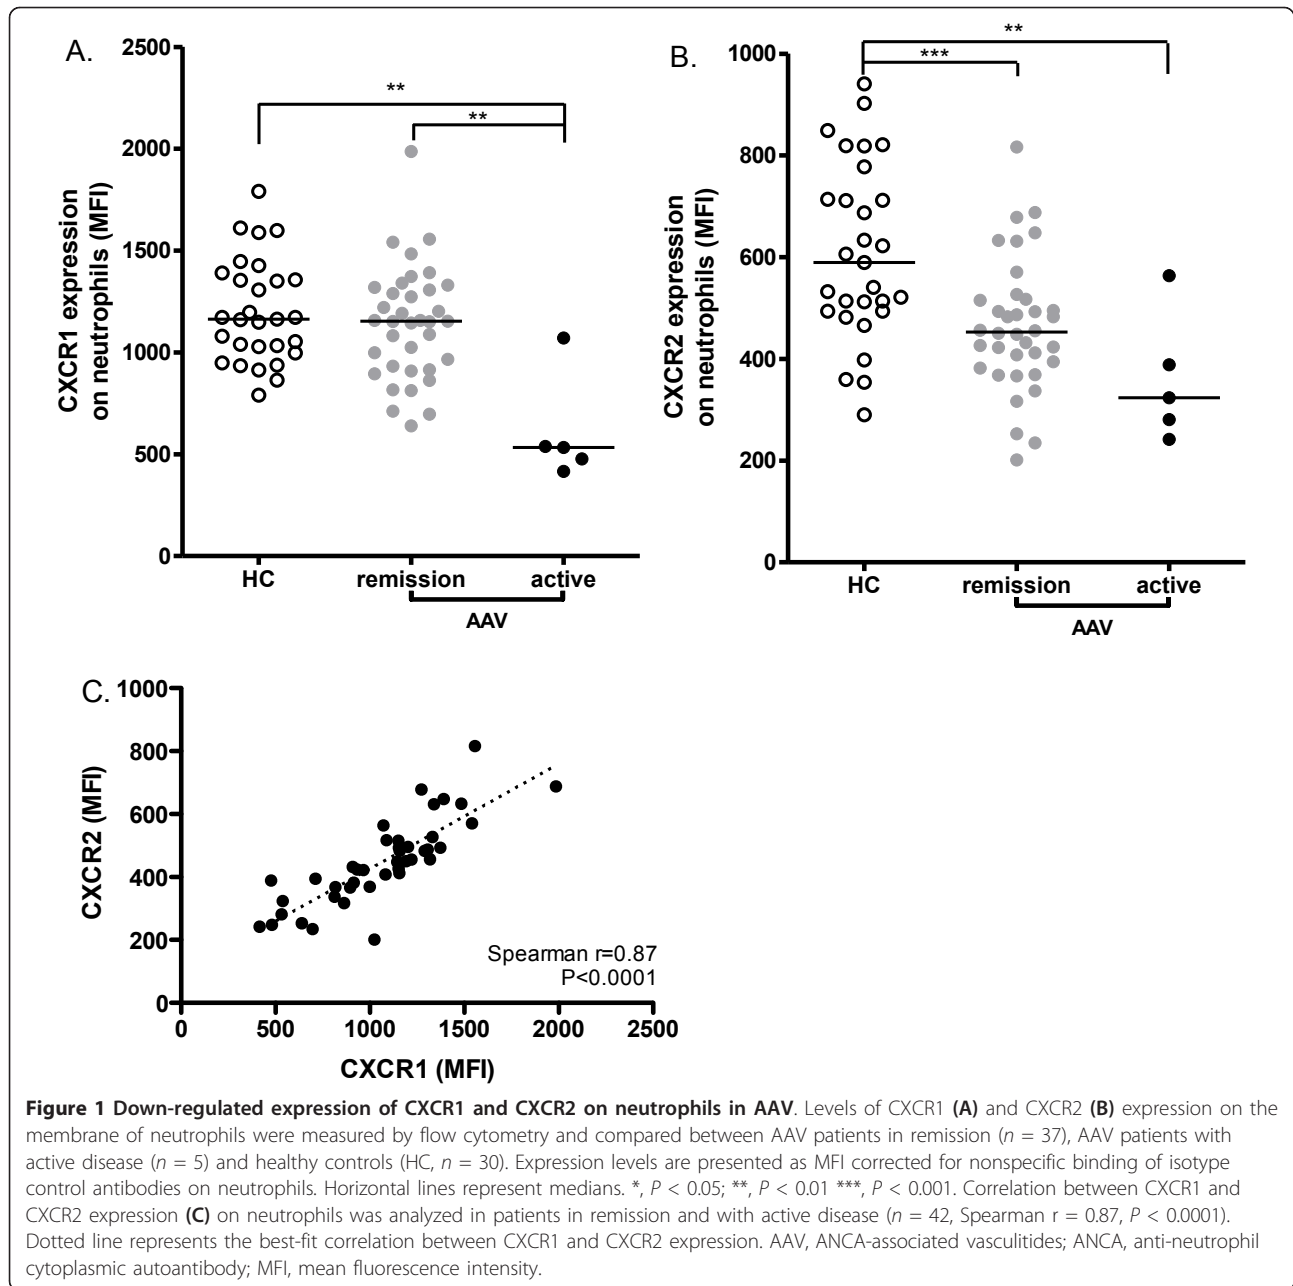 A.
2500
2000
1500
1000
500
0
CXCR1 expression
on neutrophils (MFI)
**
**
HC remission active
AAV
B.
1000
800
600
400
200
0
CXCR2 expression
on neutrophils (MFI)
**
***
HC remission active
AAV
C.
1000
800
600
400
200
0
CXCR2 (MFI)
Spearman r=0.87
P<0.0001
0 500 1000 1500 2000 2500
CXCR1 (MFI)
Figure 1 Down-regulated expression of CXCR1 and CXCR2 on neutrophils in AAV. Levels of CXCR1 (A) and CXCR2 (B) expression on the
membrane of neutrophils were measured by flow cytometry and compared between AAV patients in remission (n = 37), AAV patients with
active disease (n = 5) and healthy controls (HC, n = 30). Expression levels are presented as MFI corrected for nonspecific binding of isotype
control antibodies on neutrophils. Horizontal lines represent medians. *, P < 0.05; **, P < 0.01 ***, P < 0.001. Correlation between CXCR1 and
CXCR2 expression (C) on neutrophils was analyzed in patients in remission and with active disease (n = 42, Spearman r = 0.87, P < 0.0001).
Dotted line represents the best-fit correlation between CXCR1 and CXCR2 expression. AAV, ANCA-associated vasculitides; ANCA, anti-neutrophil
cytoplasmic autoantibody; MFI, mean fluorescence intensity.